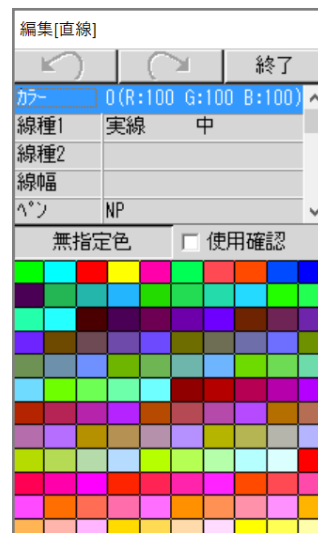 編集[直線]
終了
ｶﾗｰ 0(R:100 G:100 B:100)
線種1 実線 中
線種2
線幅
ﾍﾟﾝ NP
無指定色 使用確認